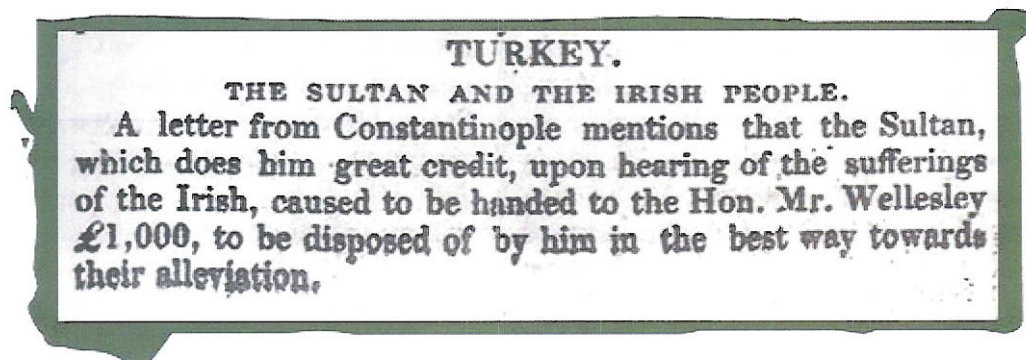 TURKEY.
THE SULTAN AND THE IRISH PEOPLE.
A letter from Constantinople mentions that the Sultan,
which does him great credit, upon hearing of the sufferings
of the Irish, caused to be handed to the Hon. Mr. Wellesley
£1,000, to be disposed of by him in the best way towards
their alleviation.